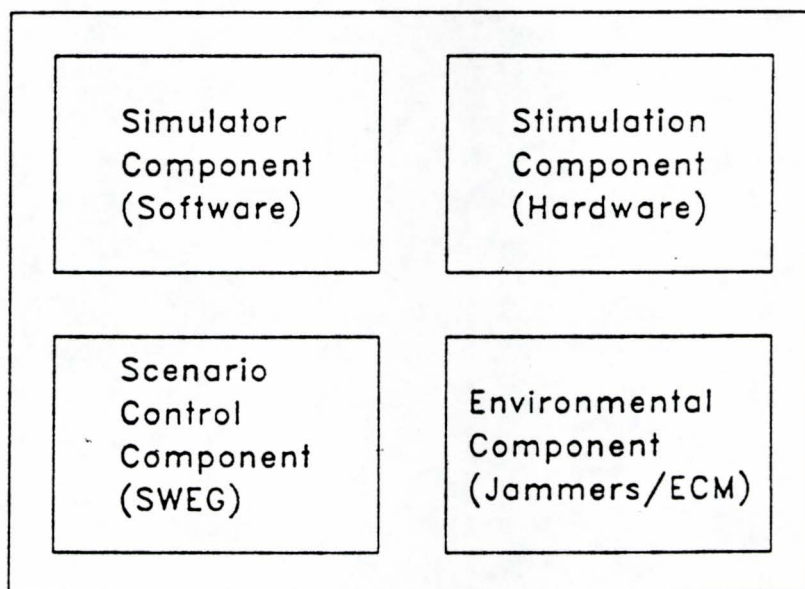 Simulator
Component
(Software)
Stimulation
Component
(Hardware)
Scenario
Control
Component
(SWEG)
Environmental
Component
(Jammers/ECM)